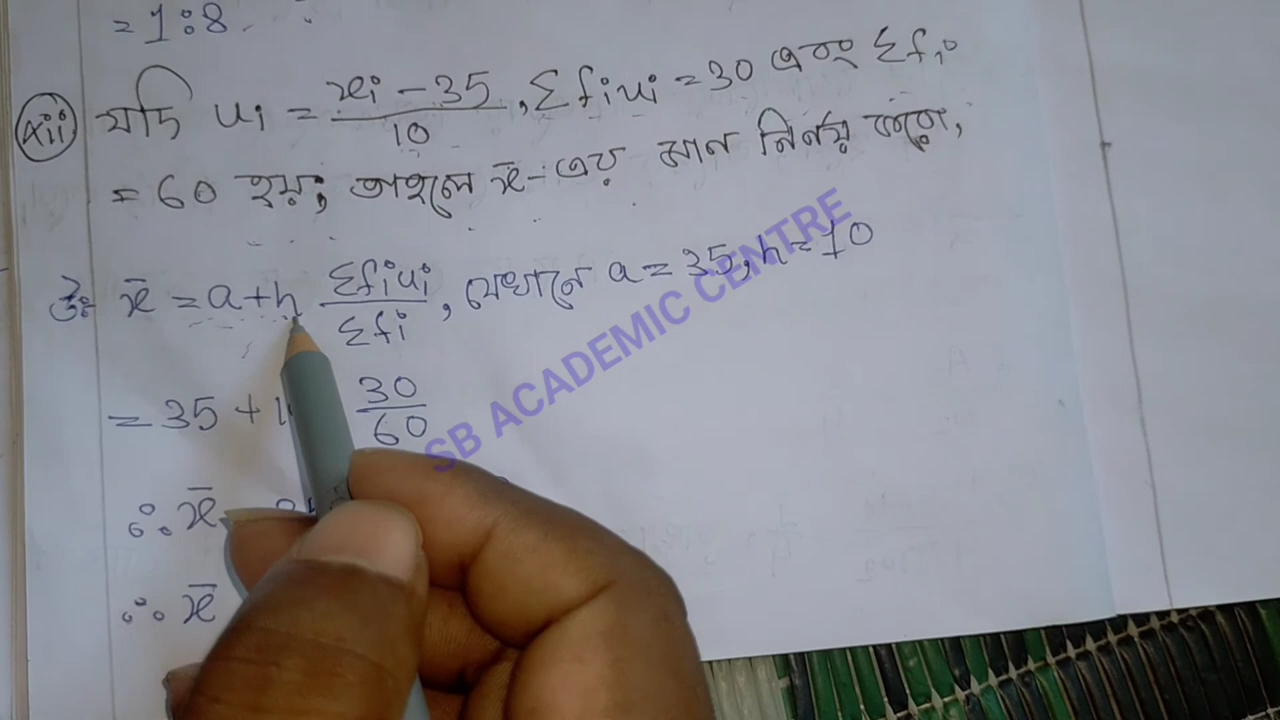 = 1:8
(xii) যদি ui = xi - 35 / 10, Σfiui = 30 এবং Σfi
= 60 হয়; তাহলে x̄-এর মান নির্ণয় করো,
উঃ x̄ = a+h Σfiui / Σfi, যেখানে a = 35, h = 10
= 35 + 30 / 60
∴ x̄
∴ x̄
SB ACADEMIC CENTRE